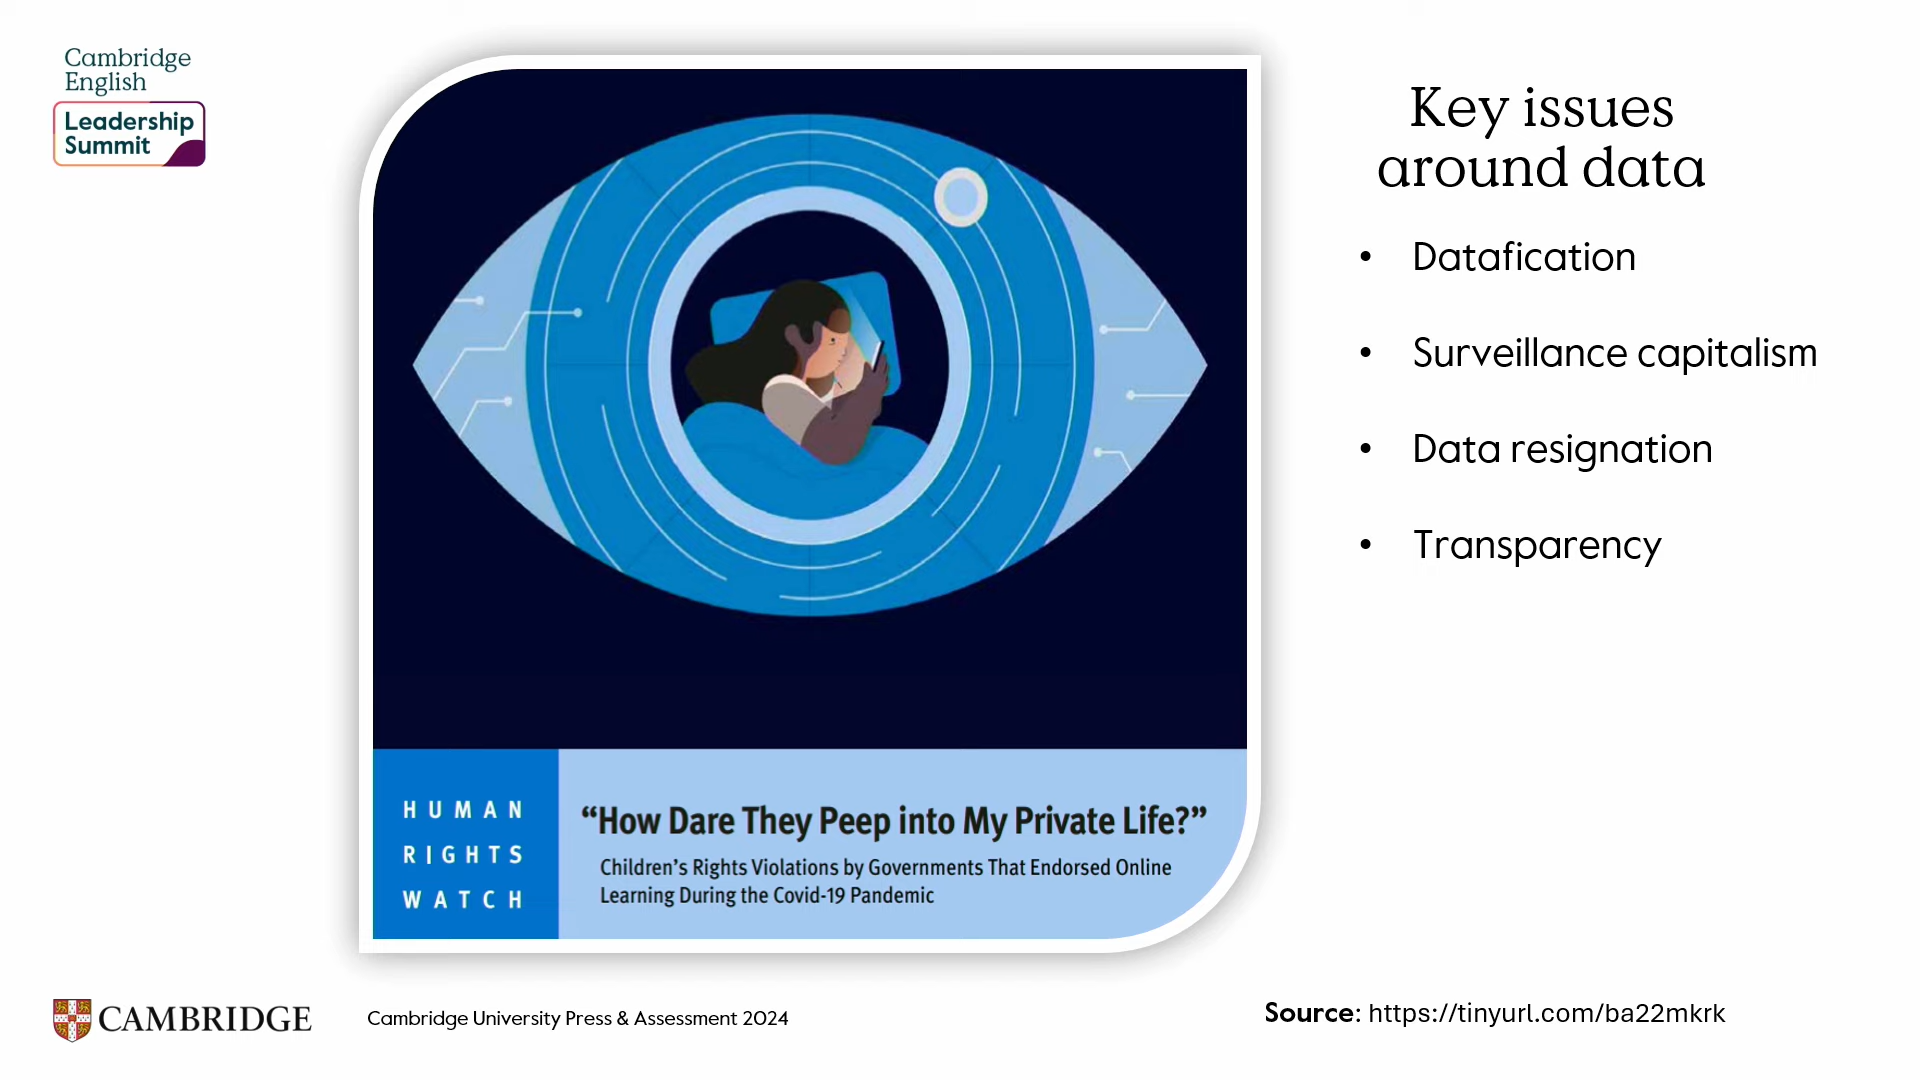 Cambridge
English
Leadership
Summit
Key issues
around data
• Datafication
• Surveillance capitalism
• Data resignation
• Transparency
HUMAN
RIGHTS
WATCH
“How Dare They Peep into My Private Life?”
Children’s Rights Violations by Governments That Endorsed Online
Learning During the Covid-19 Pandemic
CAMBRIDGE
Cambridge University Press & Assessment 2024
Source: https://tinyurl.com/ba22mkrk